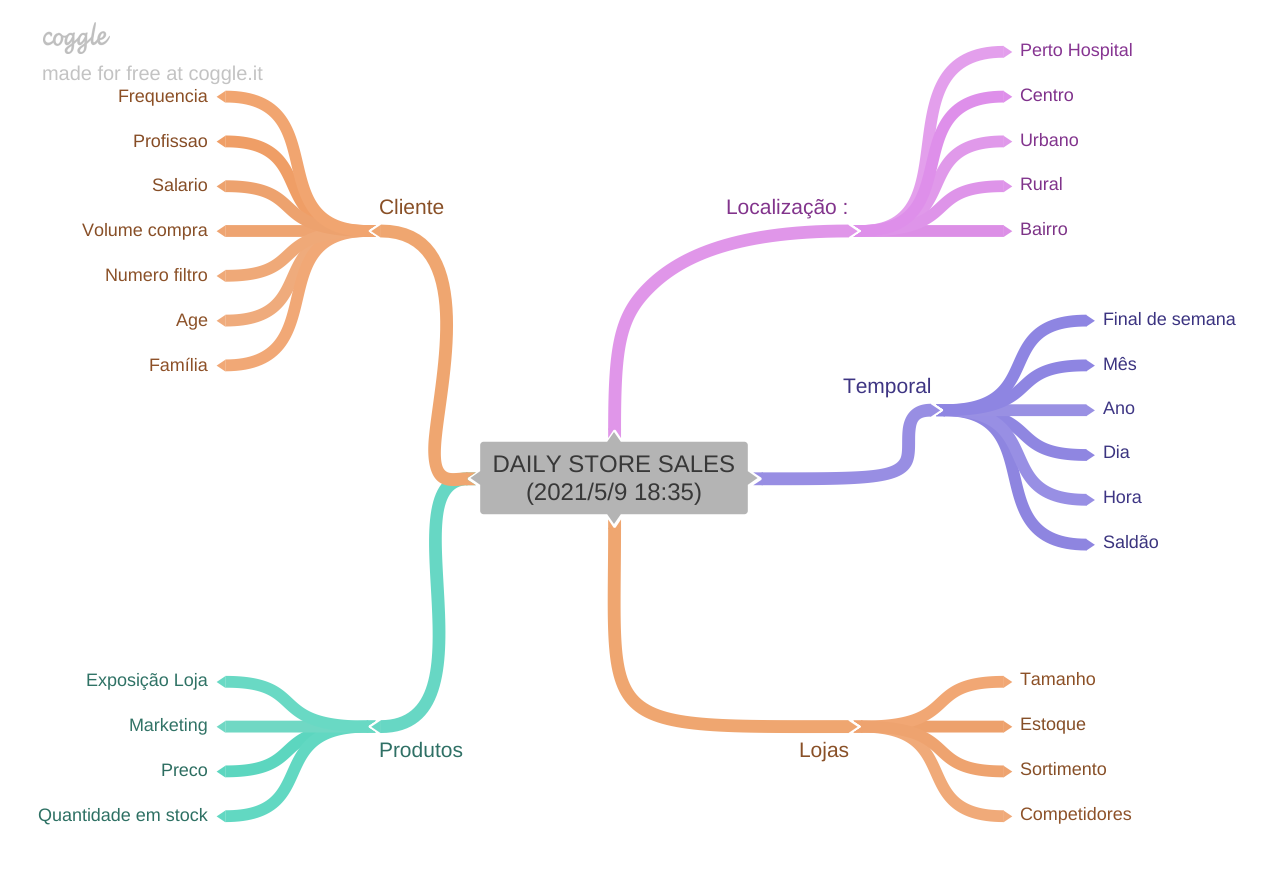 coggle
made for free at coggle.it
Frequencia
Profissao
Salario
Volume compra
Numero filtro
Age
Família
Cliente
Localização :
Perto Hospital
Centro
Urbano
Rural
Bairro
Temporal
Final de semana
Mês
Ano
Dia
Hora
Saldão
DAILY STORE SALES
(2021/5/9 18:35)
Exposição Loja
Marketing
Preco
Quantidade em stock
Produtos
Lojas
Tamanho
Estoque
Sortimento
Competidores